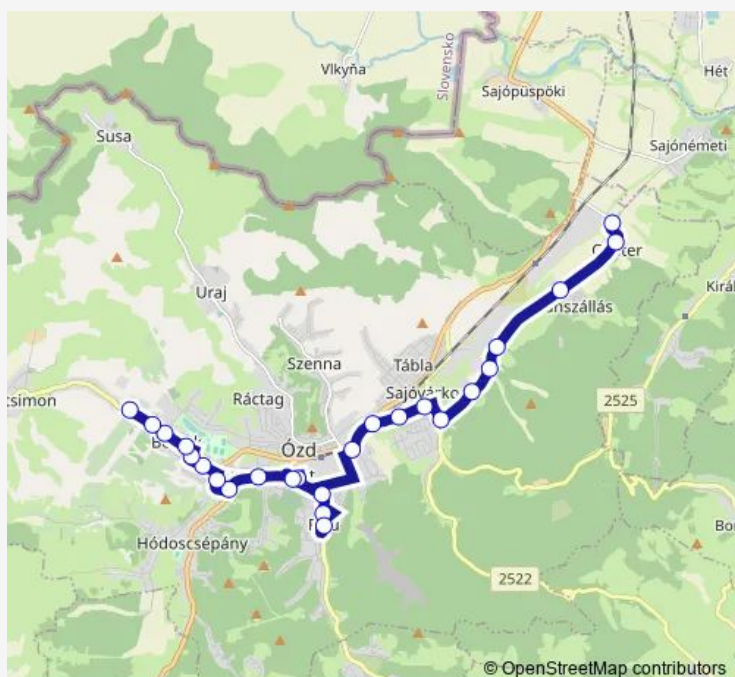 Vlkyňa
Slovensko
Hét
Sajópüspöki
Susa
Sajónémeti
Uraj
Szenna
Tábla
2525
Ráctag
Ózd
Hódoscsépány
2522
© OpenStreetMap contributors